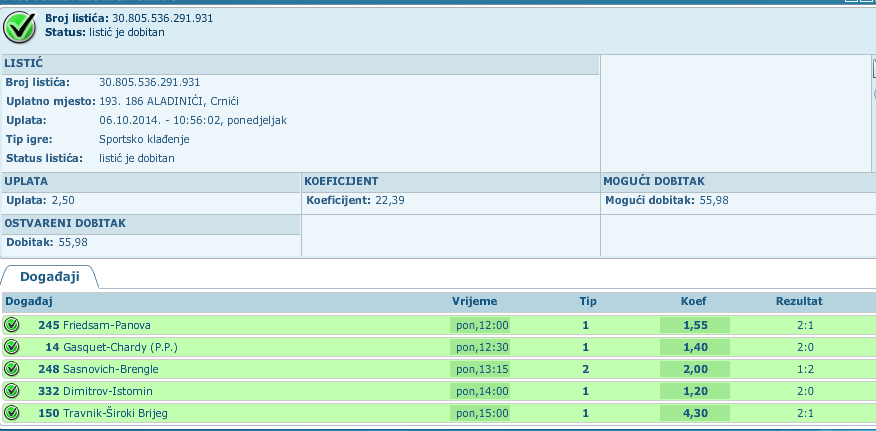 Broj listića: 30.805.536.291.931
Status: listić je dobitan
LISTIĆ
Broj listića: 30.805.536.291.931
Uplatno mjesto: 193. 186 ALADINIĆI, Crnići
Uplata: 06.10.2014. - 10:56:02, ponedjeljak
Tip igre: Sportsko klađenje
Status listića: listić je dobitan
UPLATA KOEFICIJENT MOGUĆI DOBITAK
Uplata: 2,50 Koeficijent: 22,39 Mogući dobitak: 55,98
OSTVARENI DOBITAK
Dobitak: 55,98
Događaji
Događaj Vrijeme Tip Koef Rezultat
245 Friedsam-Panova pon,12:00 1 1,55 2:1
14 Gasquet-Chardy (P.P.) pon,12:30 1 1,40 2:0
248 Sasnovich-Brengle pon,13:15 2 2,00 1:2
332 Dimitrov-Istomin pon,14:00 1 1,20 2:0
150 Travnik-Široki Brijeg pon,15:00 1 4,30 2:1